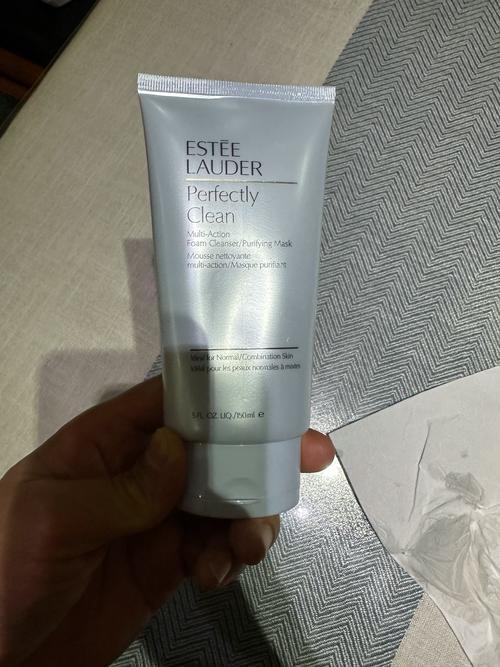 ESTĒE
LAUDER
Perfectly
Clean
Multi-Action
Foam Cleanser/Purifying Mask
Mousse nettoyante
multi-action/Masque purifiant
Ideal for Normal/Combination Skin
Idéal pour les peaux normales à mixtes
5 FL. OZ. LIQ./150ml ℮